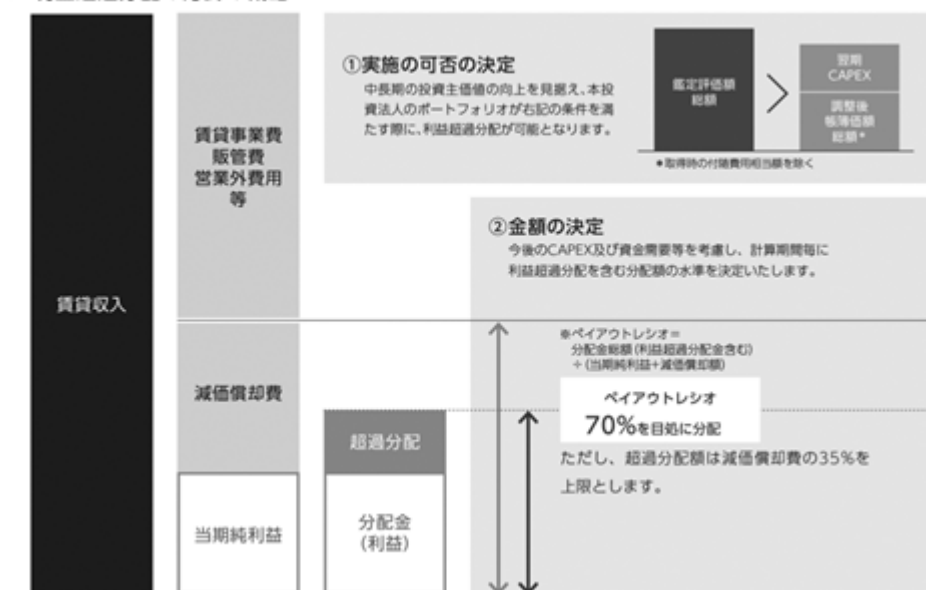 賃貸収入
賃貸事業費
販管費
営業外費用
等
減価償却費
当期純利益
超過分配
分配金
(利益)
①実施の可否の決定
中長期の投資主価値の向上を見据え、本投
資法人のポートフォリオが右記の条件を満
たす際に、利益超過分配が可能となります。
鑑定評価額
総額
>
翌期
CAPEX
調整後
帳簿価額
総額*
*取得時の付随費用相当額を除く
②金額の決定
今後のCAPEX及び資金需要等を考慮し、計算期間毎に
利益超過分配を含む分配額の水準を決定いたします。
※ペイアウトレシオ=
分配金総額(利益超過分配金含む)
÷(当期純利益+減価償却額)
ペイアウトレシオ
70%を目処に分配
ただし、超過分配額は減価償却費の35%を
上限とします。